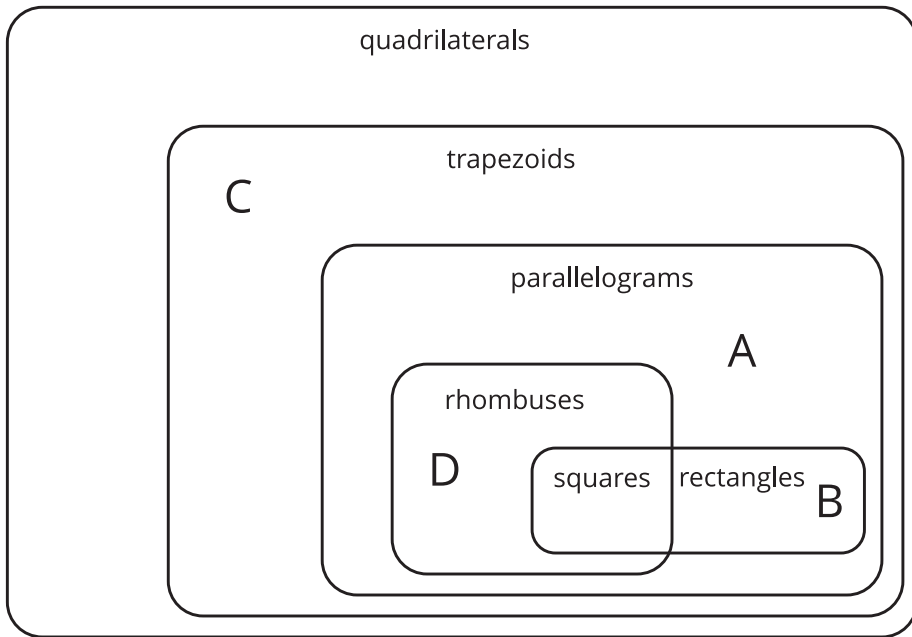 quadrilaterals
trapezoids
C
parallelograms
A
rhombuses
D
squares
rectangles
B